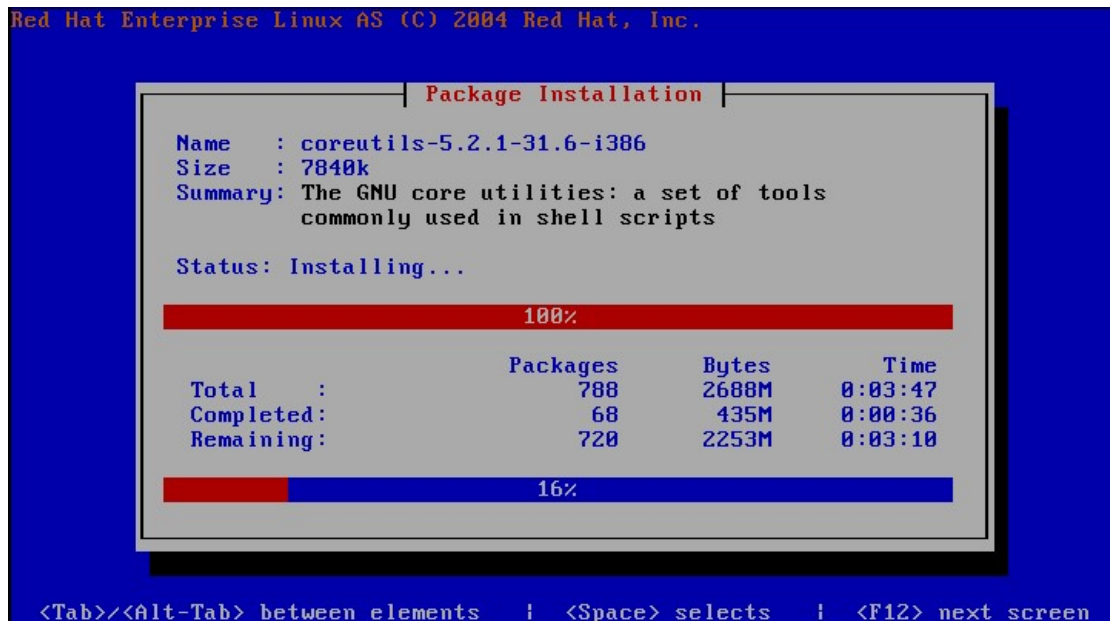 Red Hat Enterprise Linux AS (C) 2004 Red Hat, Inc.
Package Installation
Name : coreutils-5.2.1-31.6-i386
Size : 7840k
Summary: The GNU core utilities: a set of tools
commonly used in shell scripts
Status: Installing...
100%
Packages Bytes Time
Total : 788 2688M 0:03:47
Completed: 68 435M 0:00:36
Remaining: 720 2253M 0:03:10
16%
<Tab>/<Alt-Tab> between elements | <Space> selects | <F12> next screen